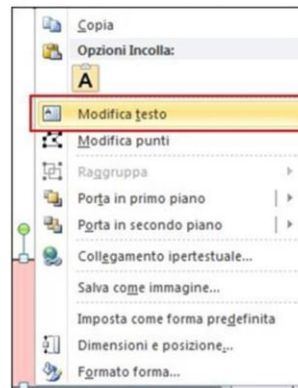 Copia
Opzioni Incolla:
A
Modifica testo
Modifica punti
Raggruppa
Porta in primo piano
Porta in secondo piano
Collegamento ipertestuale...
Salva come immagine...
Imposta come forma predefinita
Dimensioni e posizione...
Formato forma...